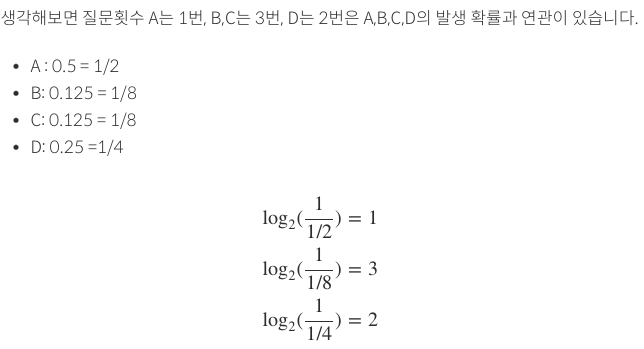 생각해보면 질문횟수 A는 1번, B,C는 3번, D는 2번은 A,B,C,D의 발생 확률과 연관이 있습니다.
• A : 0.5 = 1/2
• B: 0.125 = 1/8
• C: 0.125 = 1/8
• D: 0.25 =1/4
log₂(1/(1/2)) = 1
log₂(1/(1/8)) = 3
log₂(1/(1/4)) = 2